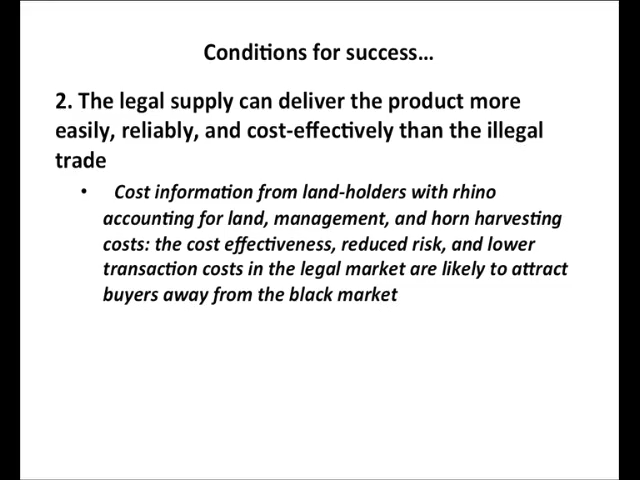 Conditions for success…
2. The legal supply can deliver the product more
easily, reliably, and cost-effectively than the illegal
trade
• Cost information from land-holders with rhino
accounting for land, management, and horn harvesting
costs: the cost effectiveness, reduced risk, and lower
transaction costs in the legal market are likely to attract
buyers away from the black market